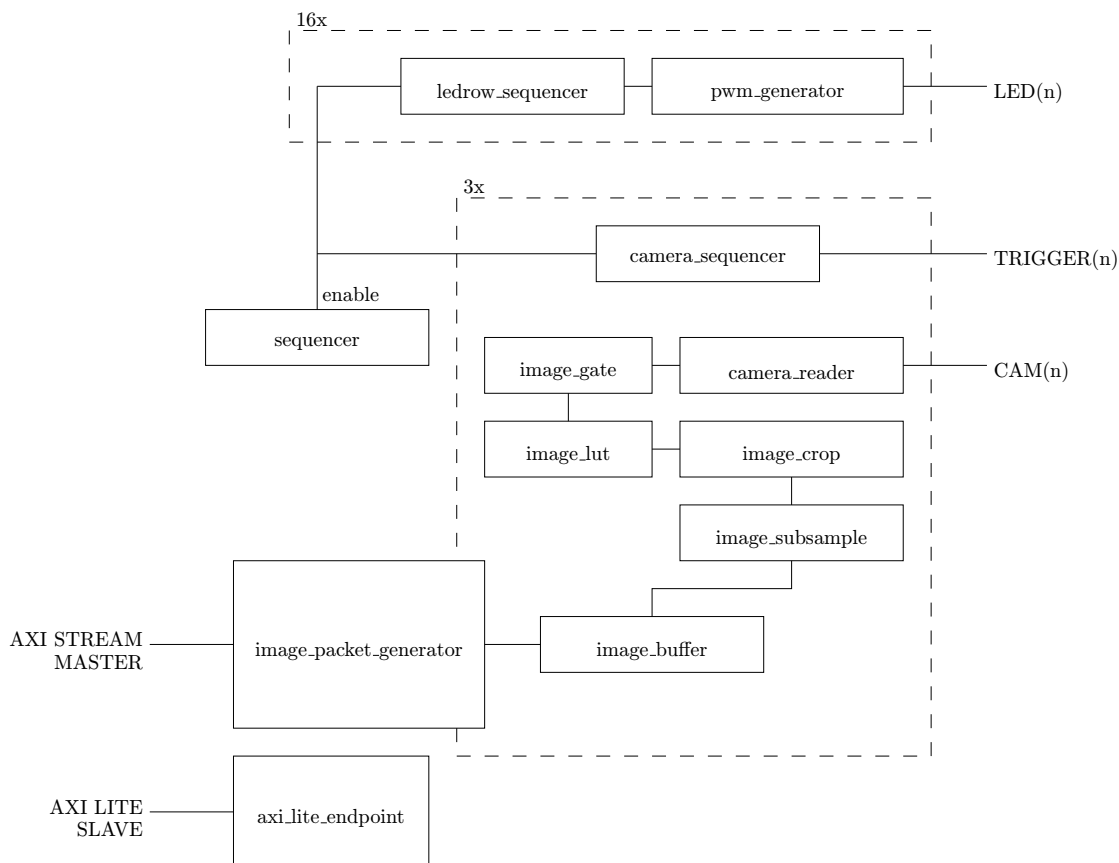 16x
ledrow_sequencer
pwm_generator
LED(n)
3x
camera_sequencer
TRIGGER(n)
enable
sequencer
image_gate
camera_reader
CAM(n)
image_lut
image_crop
image_subsample
AXI STREAM
MASTER
image_packet_generator
image_buffer
AXI LITE
SLAVE
axi_lite_endpoint